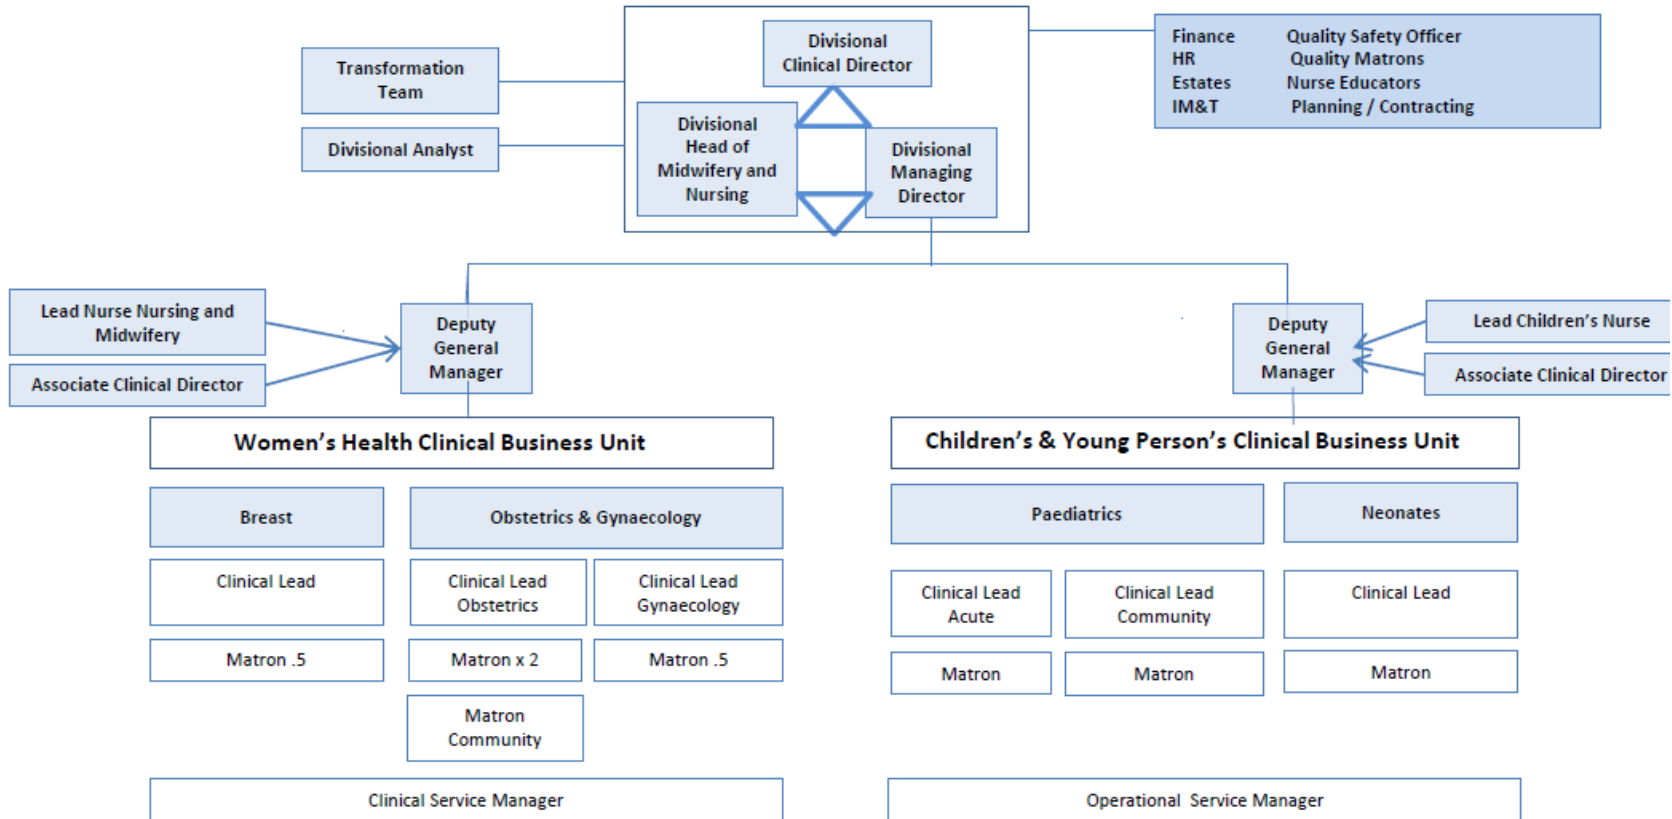 Divisional
Clinical Director
Transformation
Team
Divisional Analyst
Divisional
Head of
Midwifery and
Nursing
Divisional
Managing
Director
Finance Quality Safety Officer
HR Quality Matrons
Estates Nurse Educators
IM&T Planning / Contracting
Lead Nurse Nursing and
Midwifery
Associate Clinical Director
Deputy
General
Manager
Deputy
General
Manager
Lead Children's Nurse
Associate Clinical Director
Women's Health Clinical Business Unit
Breast
Obstetrics & Gynaecology
Clinical Lead
Clinical Lead
Obstetrics
Clinical Lead
Gynaecology
Matron .5
Matron x 2
Matron .5
Matron
Community
Clinical Service Manager
Children's & Young Person's Clinical Business Unit
Paediatrics
Neonates
Clinical Lead
Acute
Clinical Lead
Community
Clinical Lead
Matron
Matron
Matron
Operational Service Manager